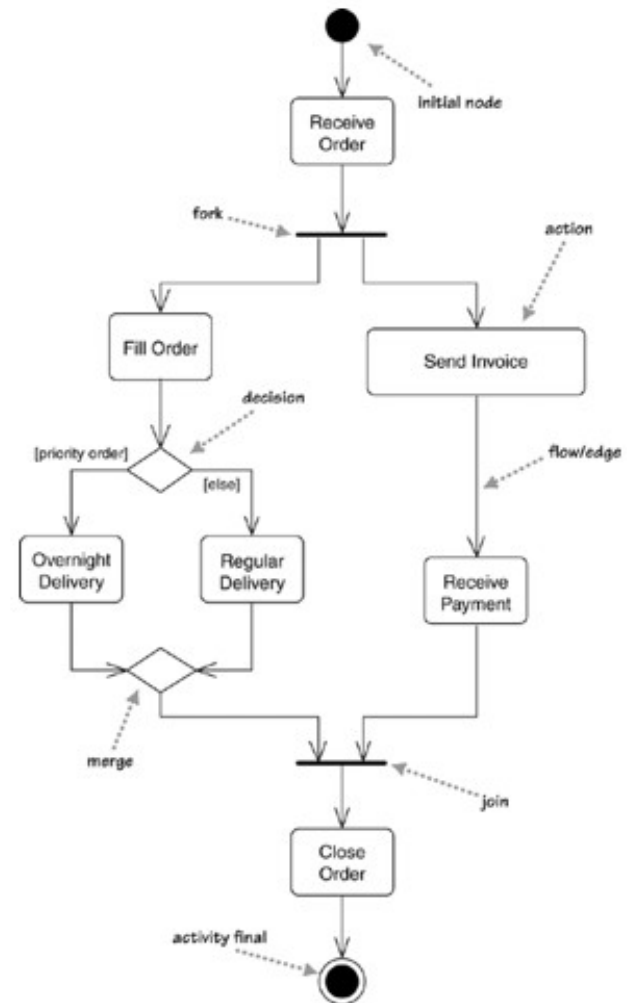 initial node
Receive
Order
fork
action
Fill Order
Send Invoice
decision
[priority order]
[else]
flow/edge
Overnight
Delivery
Regular
Delivery
Receive
Payment
merge
join
Close
Order
activity final